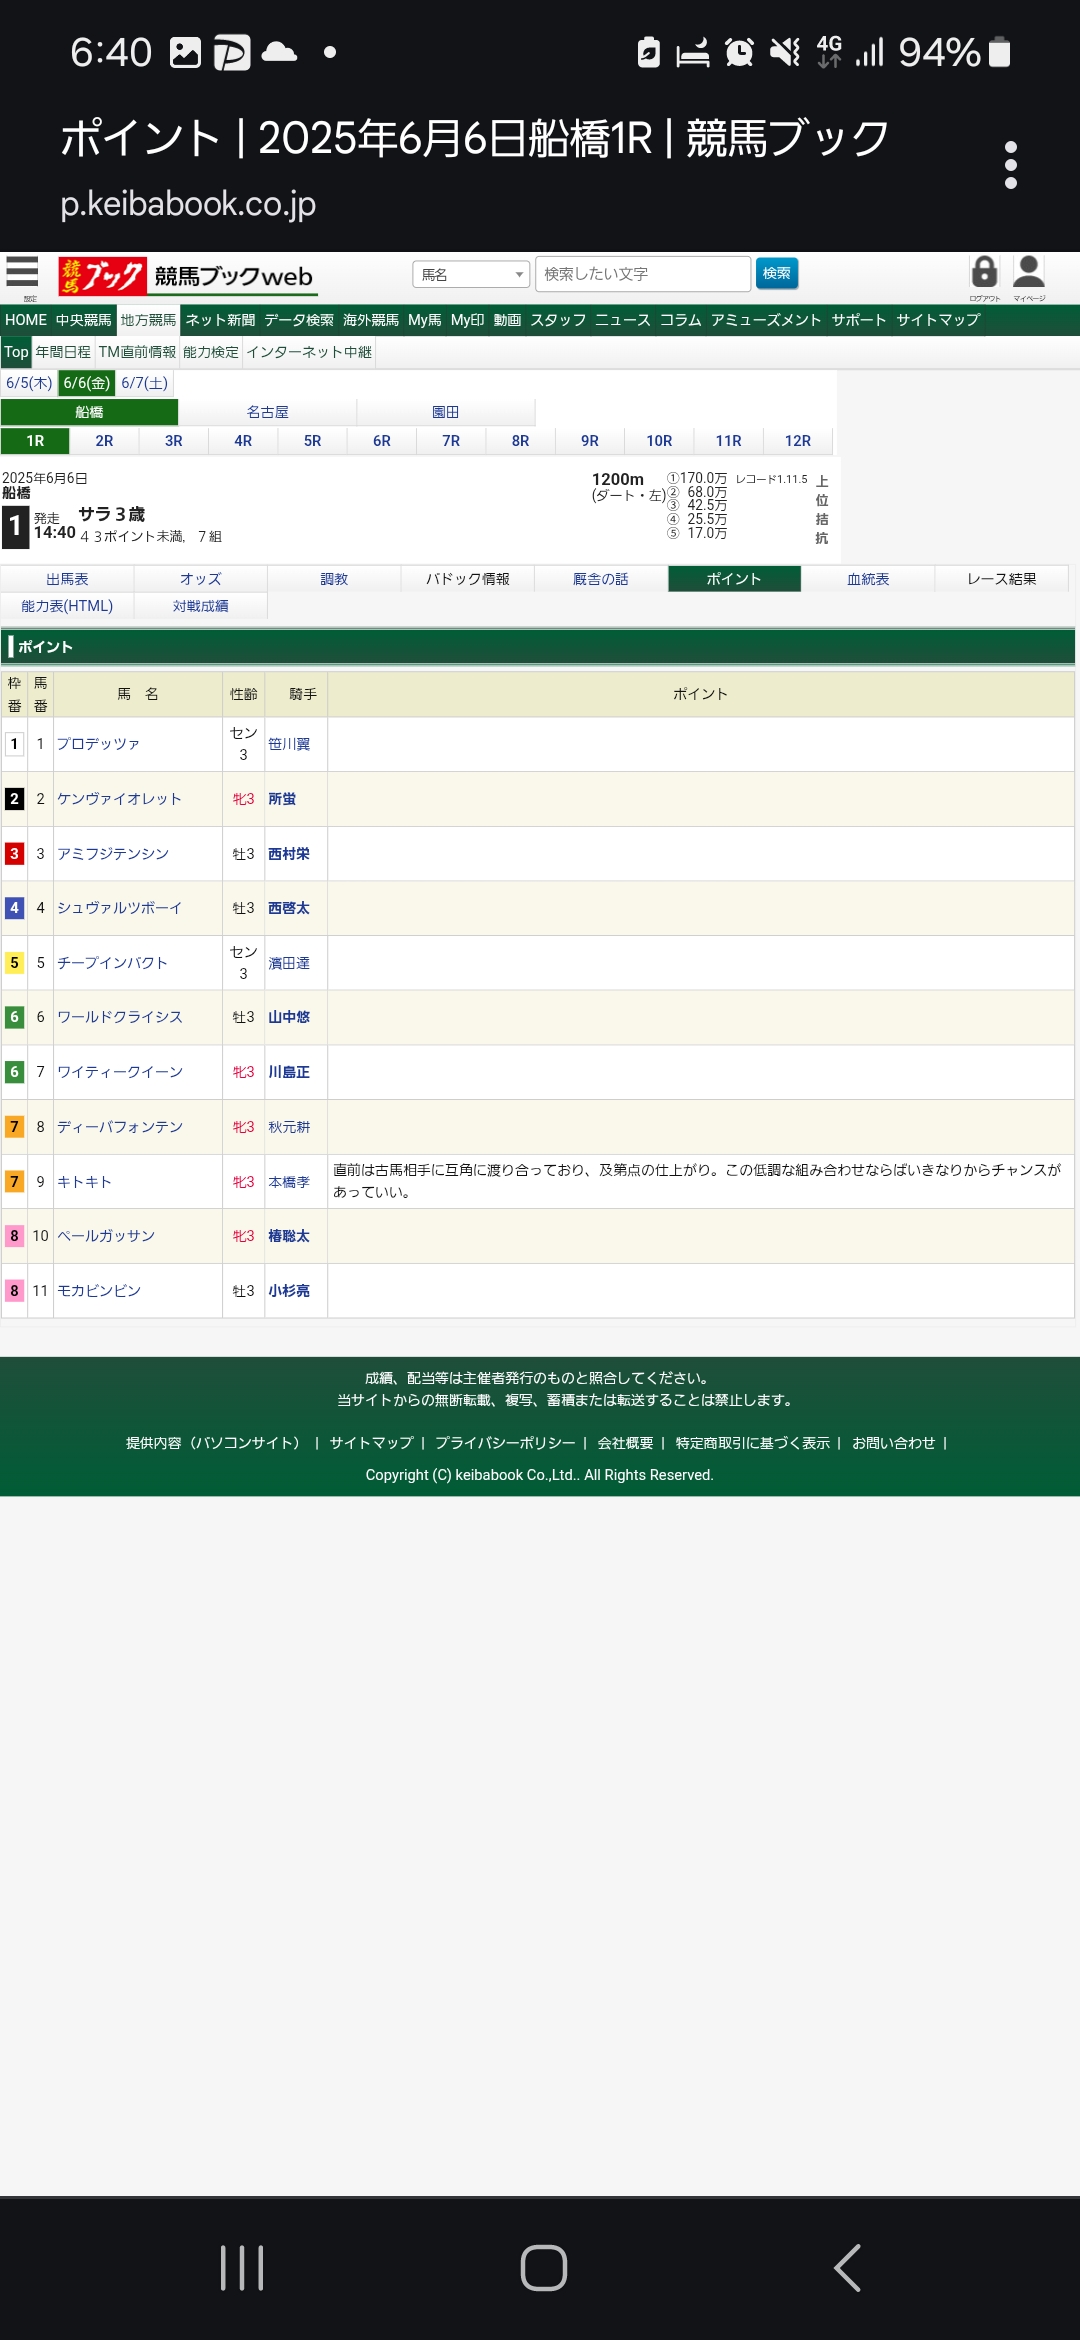 6:40 4G 94%
ポイント | 2025年6月6日船橋1R | 競馬ブック
p.keibabook.co.jp
設定 競馬ブック 競馬ブックweb 馬名 検索したい文字 検索 ログアウト マイページ
HOME 中央競馬 地方競馬 ネット新聞 データ検索 海外競馬 My馬 My印 動画 スタッフ ニュース コラム アミューズメント サポート サイトマップ
Top 年間日程 TM直前情報 能力検定 インターネット中継
6/5(木) 6/6(金) 6/7(土)
船橋 名古屋 園田
1R 2R 3R 4R 5R 6R 7R 8R 9R 10R 11R 12R
2025年6月6日
船橋
1 発走 14:40
サラ３歳
４３ポイント未満,　７組
1200m
(ダート・左)
①170.0万
② 68.0万
③ 42.5万
④ 25.5万
⑤ 17.0万
レコード1.11.5
上位拮抗
出馬表 オッズ 調教 パドック情報 厩舎の話 ポイント 血統表 レース結果
能力表(HTML) 対戦成績
ポイント
枠番 馬番 馬　名 性齢 騎手 ポイント
1 1 プロデッツァ セン3 笹川翼
2 2 ケンヴァイオレット 牝3 所蛍
3 3 アミフジテンシン 牡3 西村栄
4 4 シュヴァルツボーイ 牡3 西啓太
5 5 チープインパクト セン3 濱田達
6 6 ワールドクライシス 牡3 山中悠
6 7 ワイティークイーン 牝3 川島正
7 8 ディーバフォンテン 牝3 秋元耕
7 9 キトキト 牝3 本橋孝 直前は古馬相手に互角に渡り合っており、及第点の仕上がり。この低調な組み合わせならばいきなりからチャンスが
あっていい。
8 10 ペールガッサン 牝3 椿聡太
8 11 モカビンビン 牡3 小杉亮
成績、配当等は主催者発行のものと照合してください。
当サイトからの無断転載、複写、蓄積または転送することは禁止します。
提供内容（パソコンサイト） | サイトマップ | プライバシーポリシー | 会社概要 | 特定商取引に基づく表示 | お問い合わせ |
Copyright (C) keibabook Co.,Ltd.. All Rights Reserved.